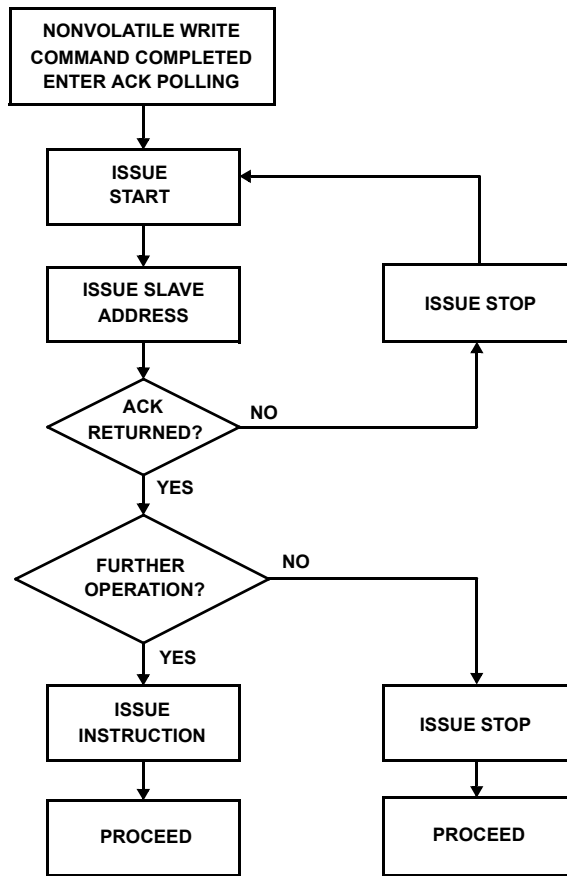 NONVOLATILE WRITE
COMMAND COMPLETED
ENTER ACK POLLING
ISSUE
START
ISSUE SLAVE
ADDRESS
ISSUE STOP
ACK
RETURNED?
NO
YES
FURTHER
OPERATION?
NO
YES
ISSUE
INSTRUCTION
ISSUE STOP
PROCEED
PROCEED